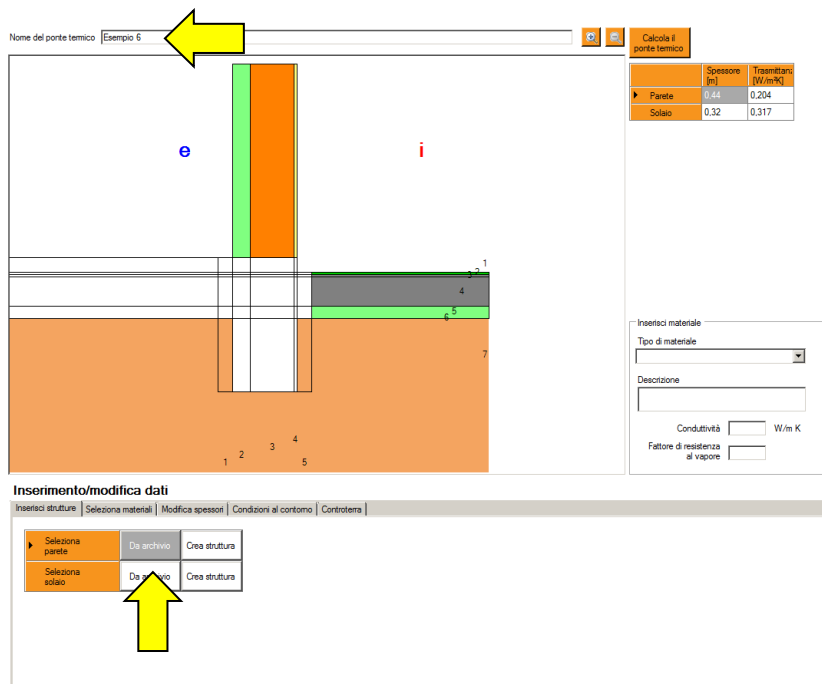 Nome del ponte termico Esempio 6
Calcola il
ponte termico
Spessore
[m]
Trasmittan:
[W/m²K]
Parete 0,44 0,204
Solaio 0,32 0,317
e
i
1
2
3
4
5
6
7
1
2
3
4
5
Inserisci materiale
Tipo di materiale
Descrizione
Conduttività W/m K
Fattore di resistenza
al vapore
Inserimento/modifica dati
Inserisci strutture Seleziona materiali Modifica spessori Condizioni al contorno Controterra
Seleziona
parete
Da archivio Crea struttura
Seleziona
solaio
Da archivio Crea struttura